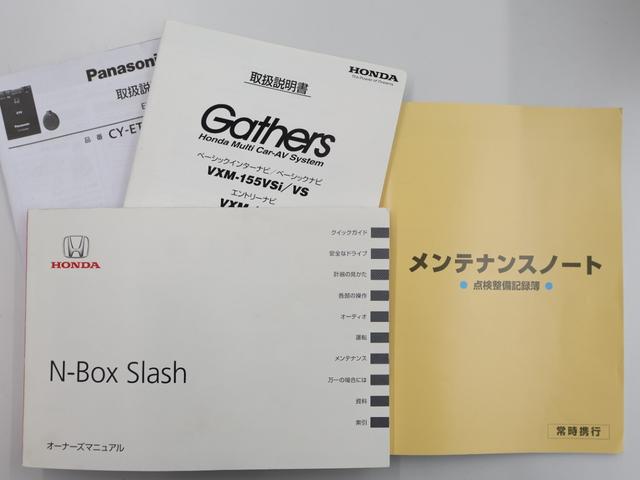 Panasonic
取扱説明書
品番 CY-ET
ETC
HONDA
The Power of Dreams
取扱説明書
Gathers
Honda Multi Car-AV System
ベーシックインターナビ/ベーシックナビ
VXM-155VSi/VS
エントリーナビ
HONDA
クイックガイド
安全なドライブ
計器の見かた
各部の操作
オーディオ
運転
メンテナンス
万一の場合には
資料
索引
N-Box Slash
オーナーズマニュアル
メンテナンスノート
点検整備記録簿
常時携行